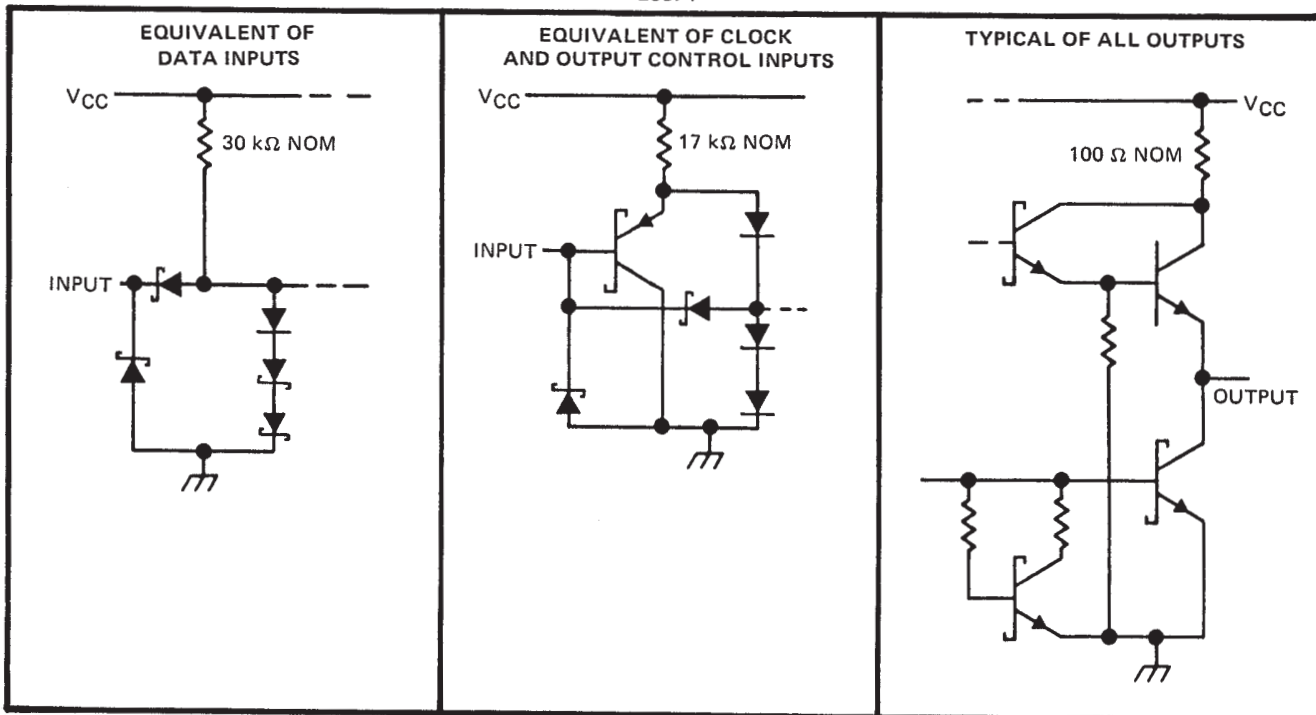 EQUIVALENT OF
DATA INPUTS
VCC
30 kΩ NOM
INPUT
EQUIVALENT OF CLOCK
AND OUTPUT CONTROL INPUTS
VCC
17 kΩ NOM
INPUT
TYPICAL OF ALL OUTPUTS
VCC
100 Ω NOM
OUTPUT